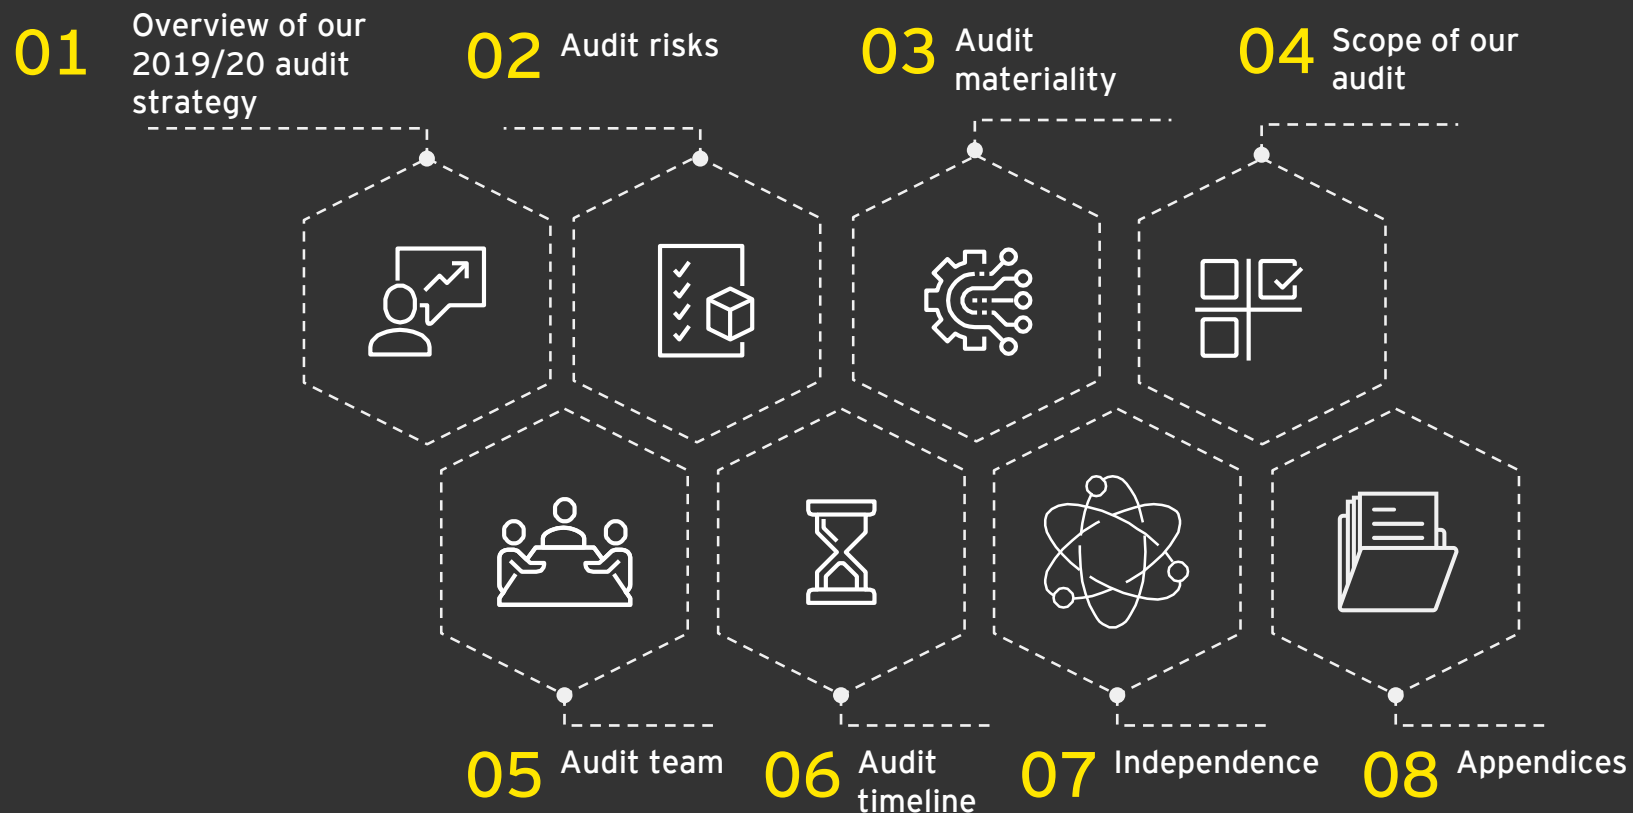 01
Overview of our
2019/20 audit
strategy
02
Audit risks
03
Audit
materiality
04
Scope of our
audit
05
Audit team
06
Audit
timeline
07
Independence
08
Appendices